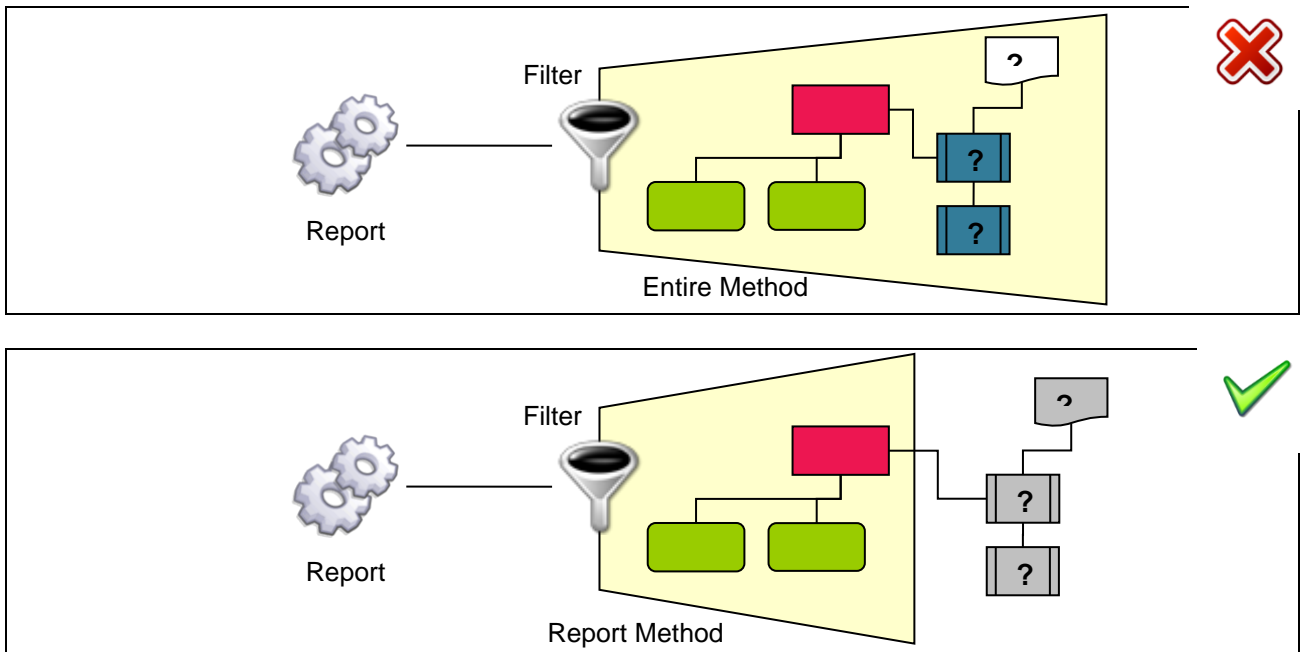 Filter
?
?
?
Report
Entire Method
Filter
?
?
?
Report
Report Method